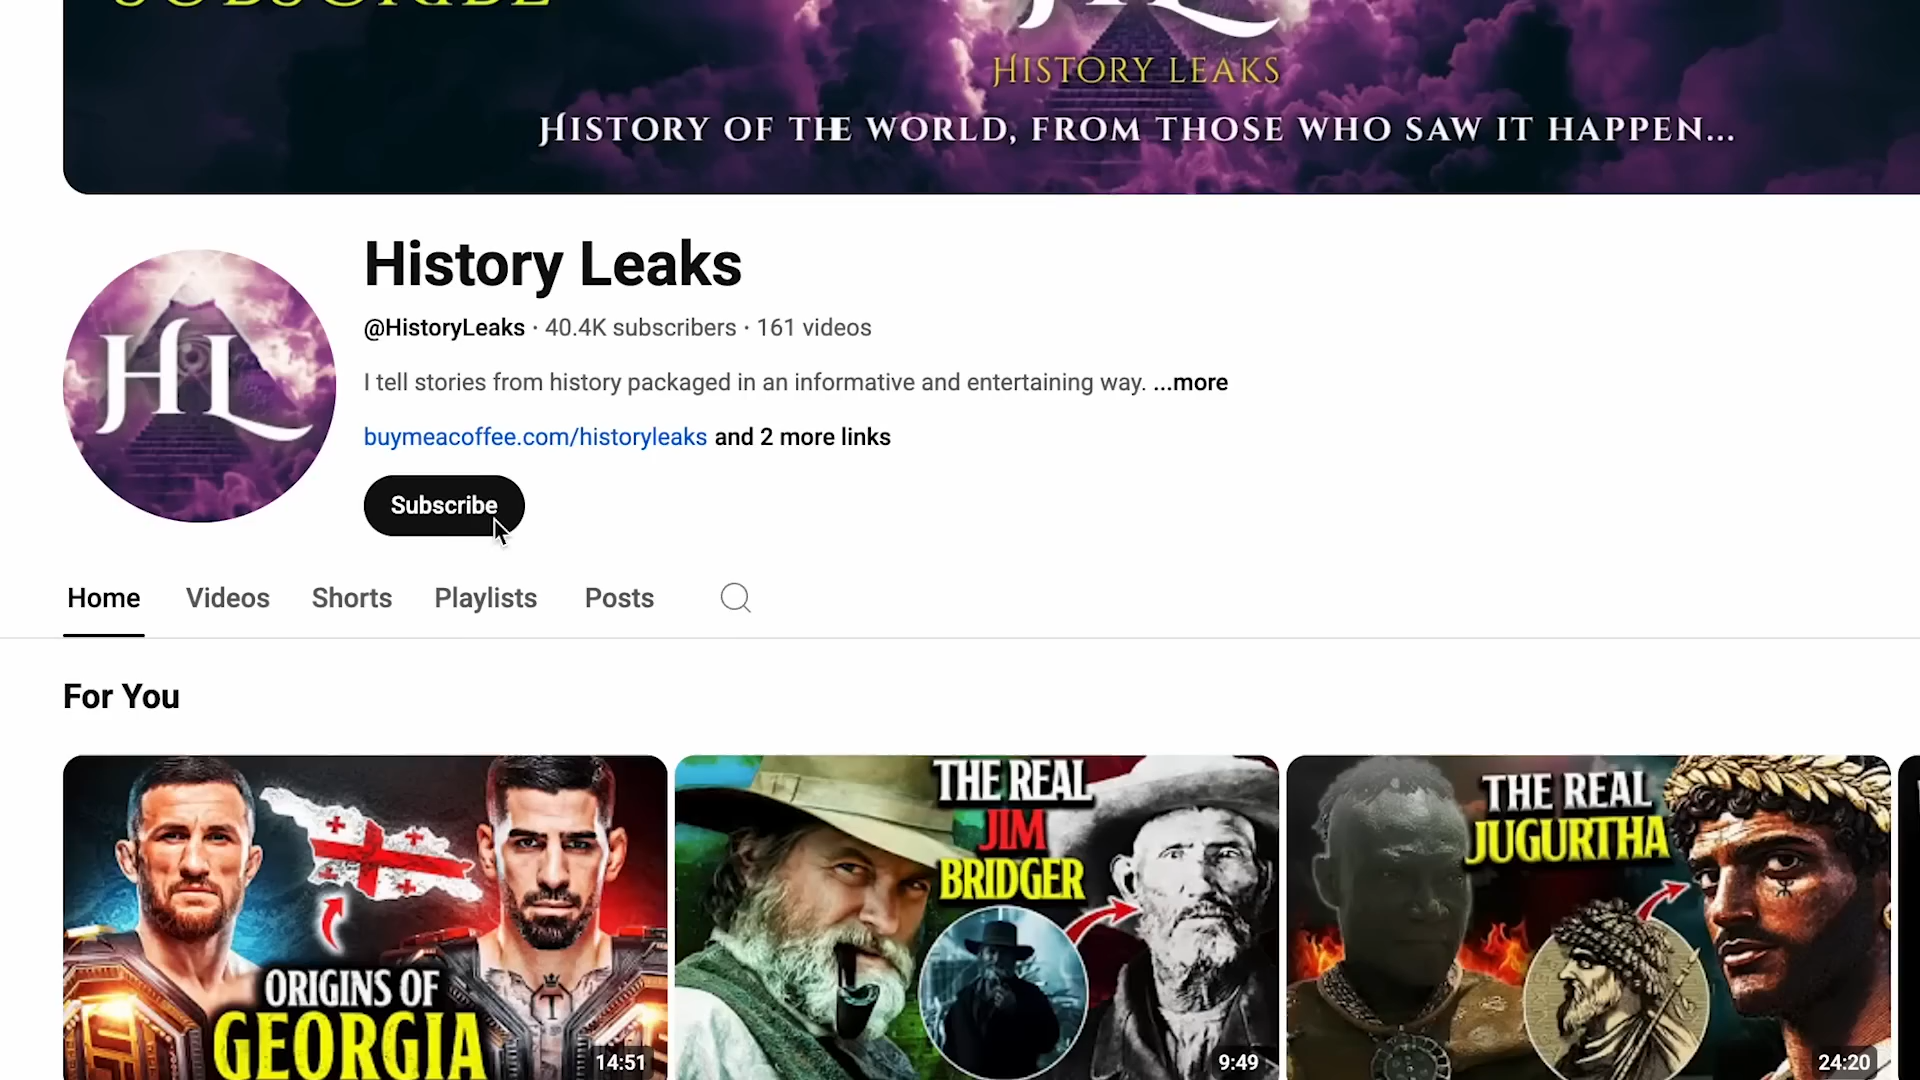 SUBSCRIBE
HL
HISTORY LEAKS
HISTORY OF THE WORLD, FROM THOSE WHO SAW IT HAPPEN...
HL
History Leaks
@HistoryLeaks · 40.4K subscribers · 161 videos
I tell stories from history packaged in an informative and entertaining way. ...more
buymeacoffee.com/historyleaks and 2 more links
Subscribe
Home Videos Shorts Playlists Posts
For You
ORIGINS OF
GEORGIA
14:51
THE REAL
JIM
BRIDGER
9:49
THE REAL
JUGURTHA
24:20